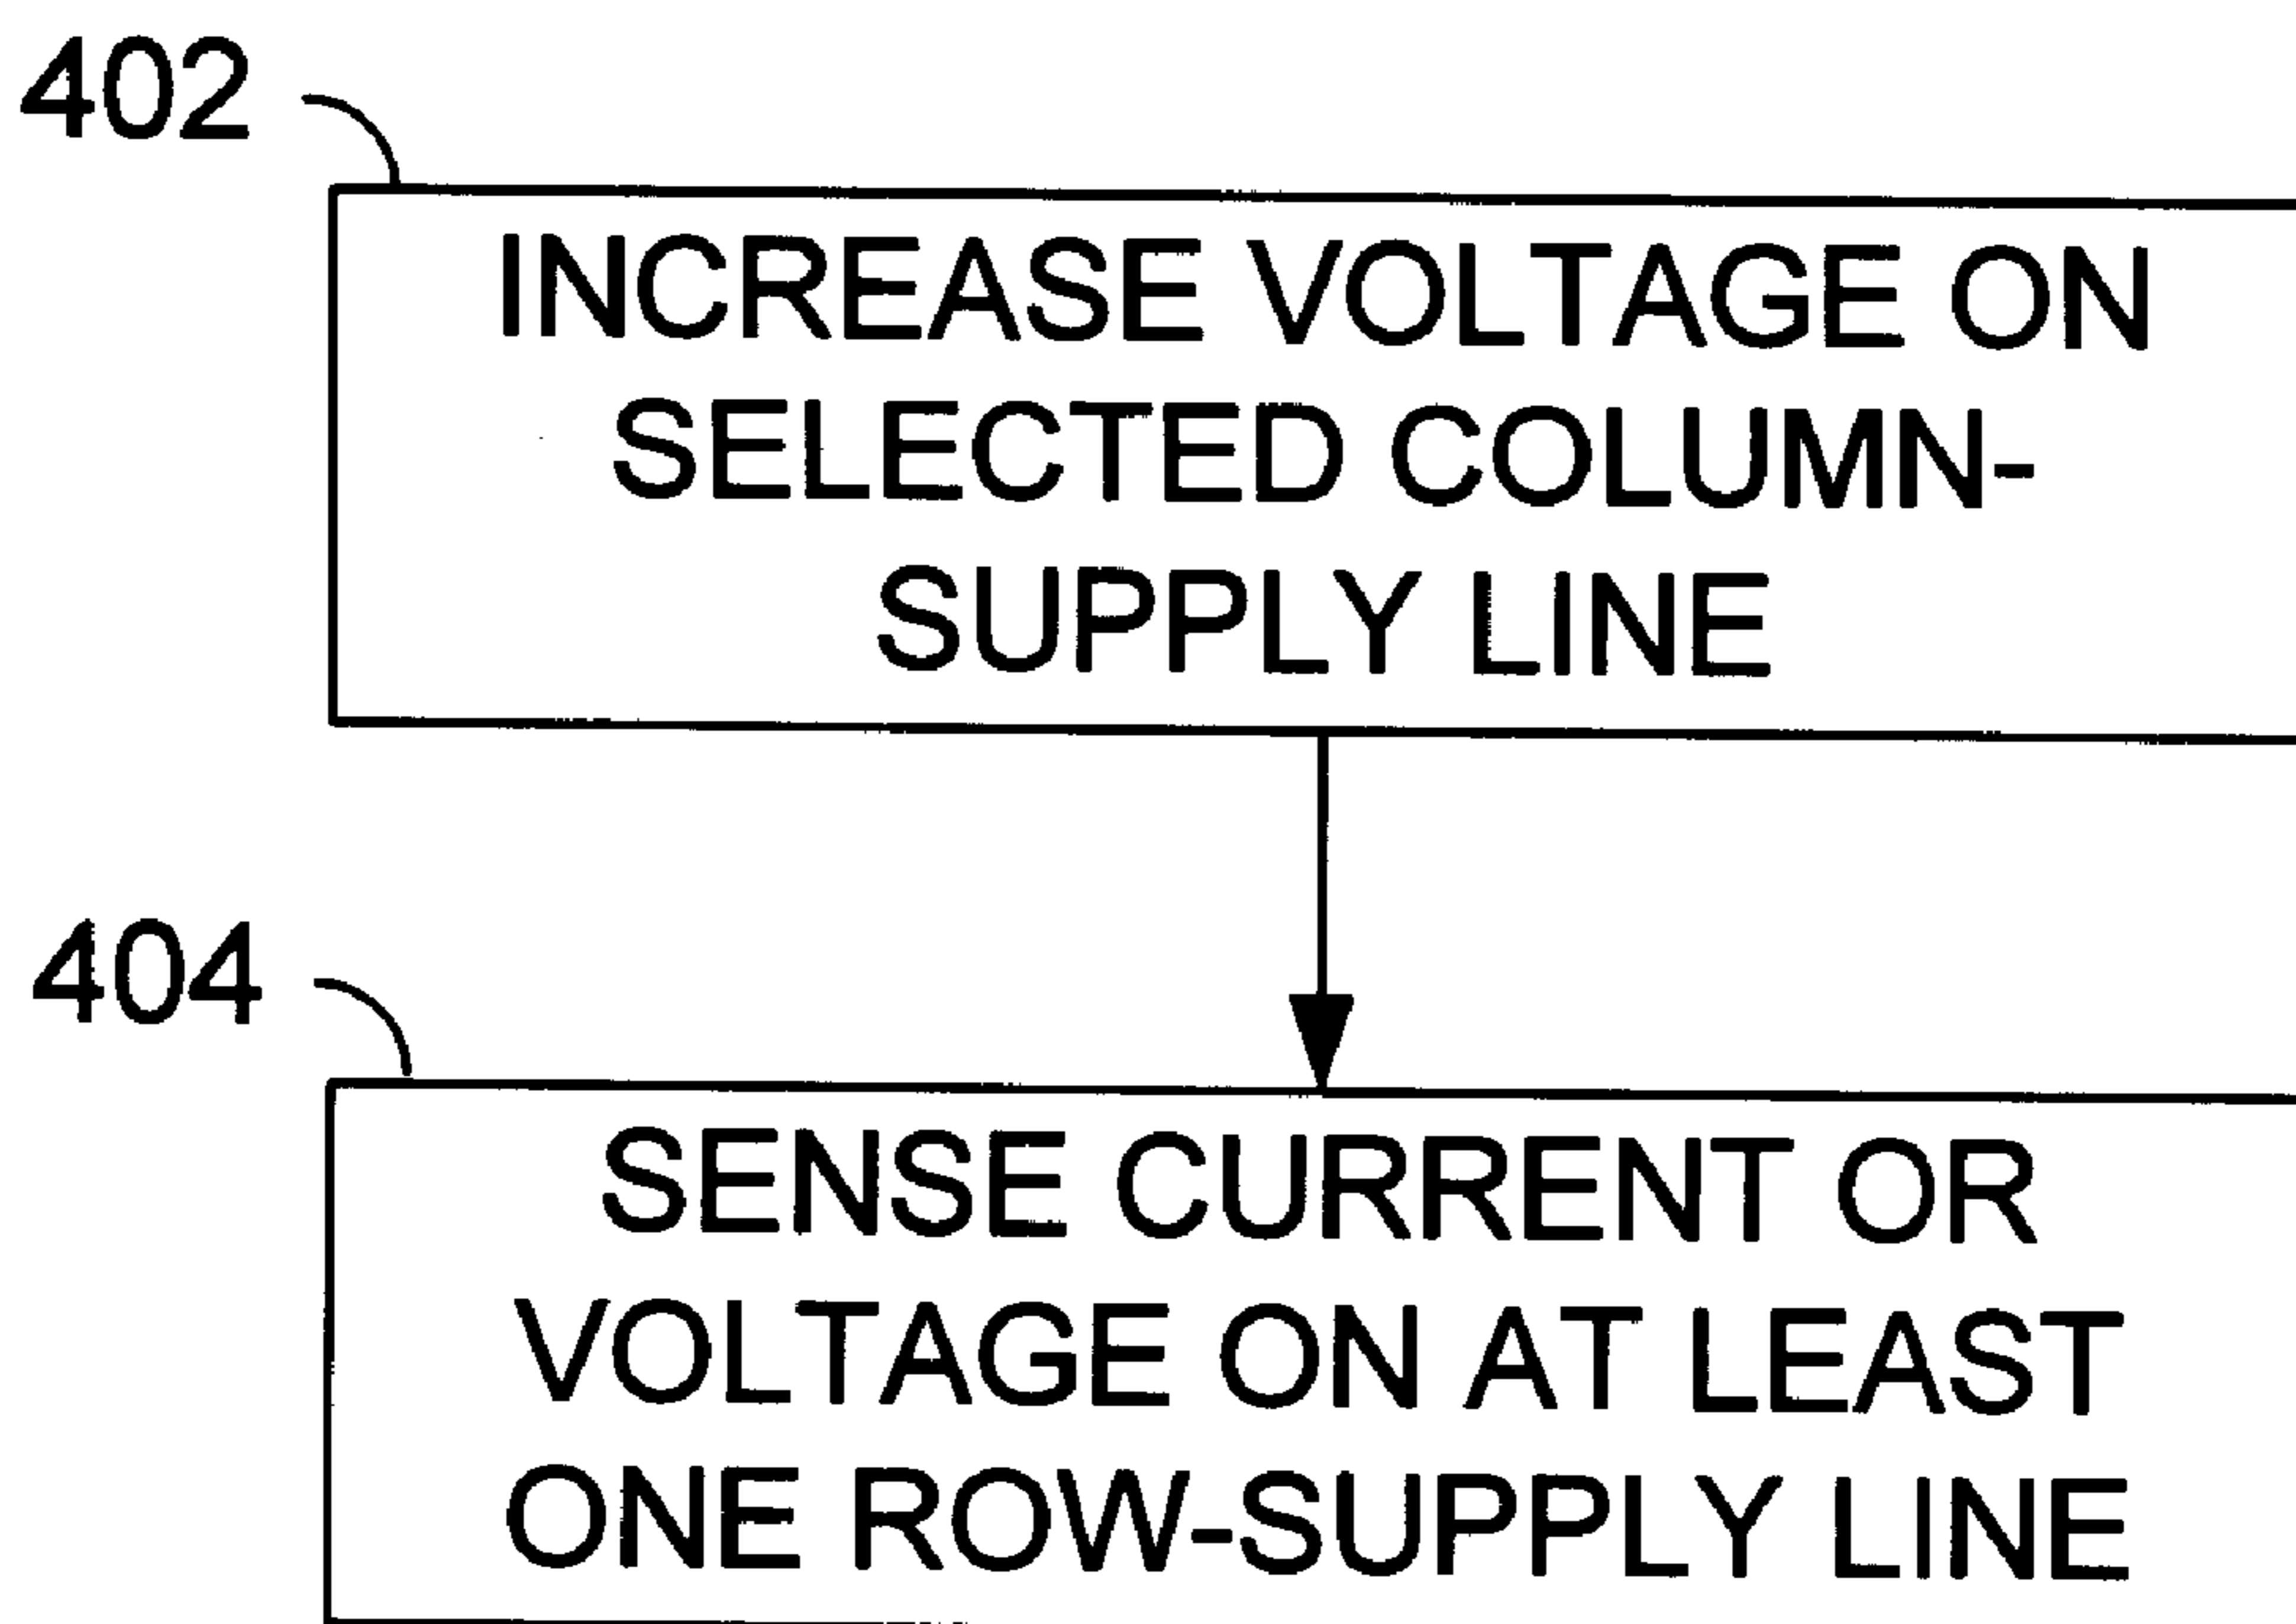 402
INCREASE VOLTAGE ON
SELECTED COLUMN-
SUPPLY LINE
404
SENSE CURRENT OR
VOLTAGE ON AT LEAST
ONE ROW-SUPPLY LINE